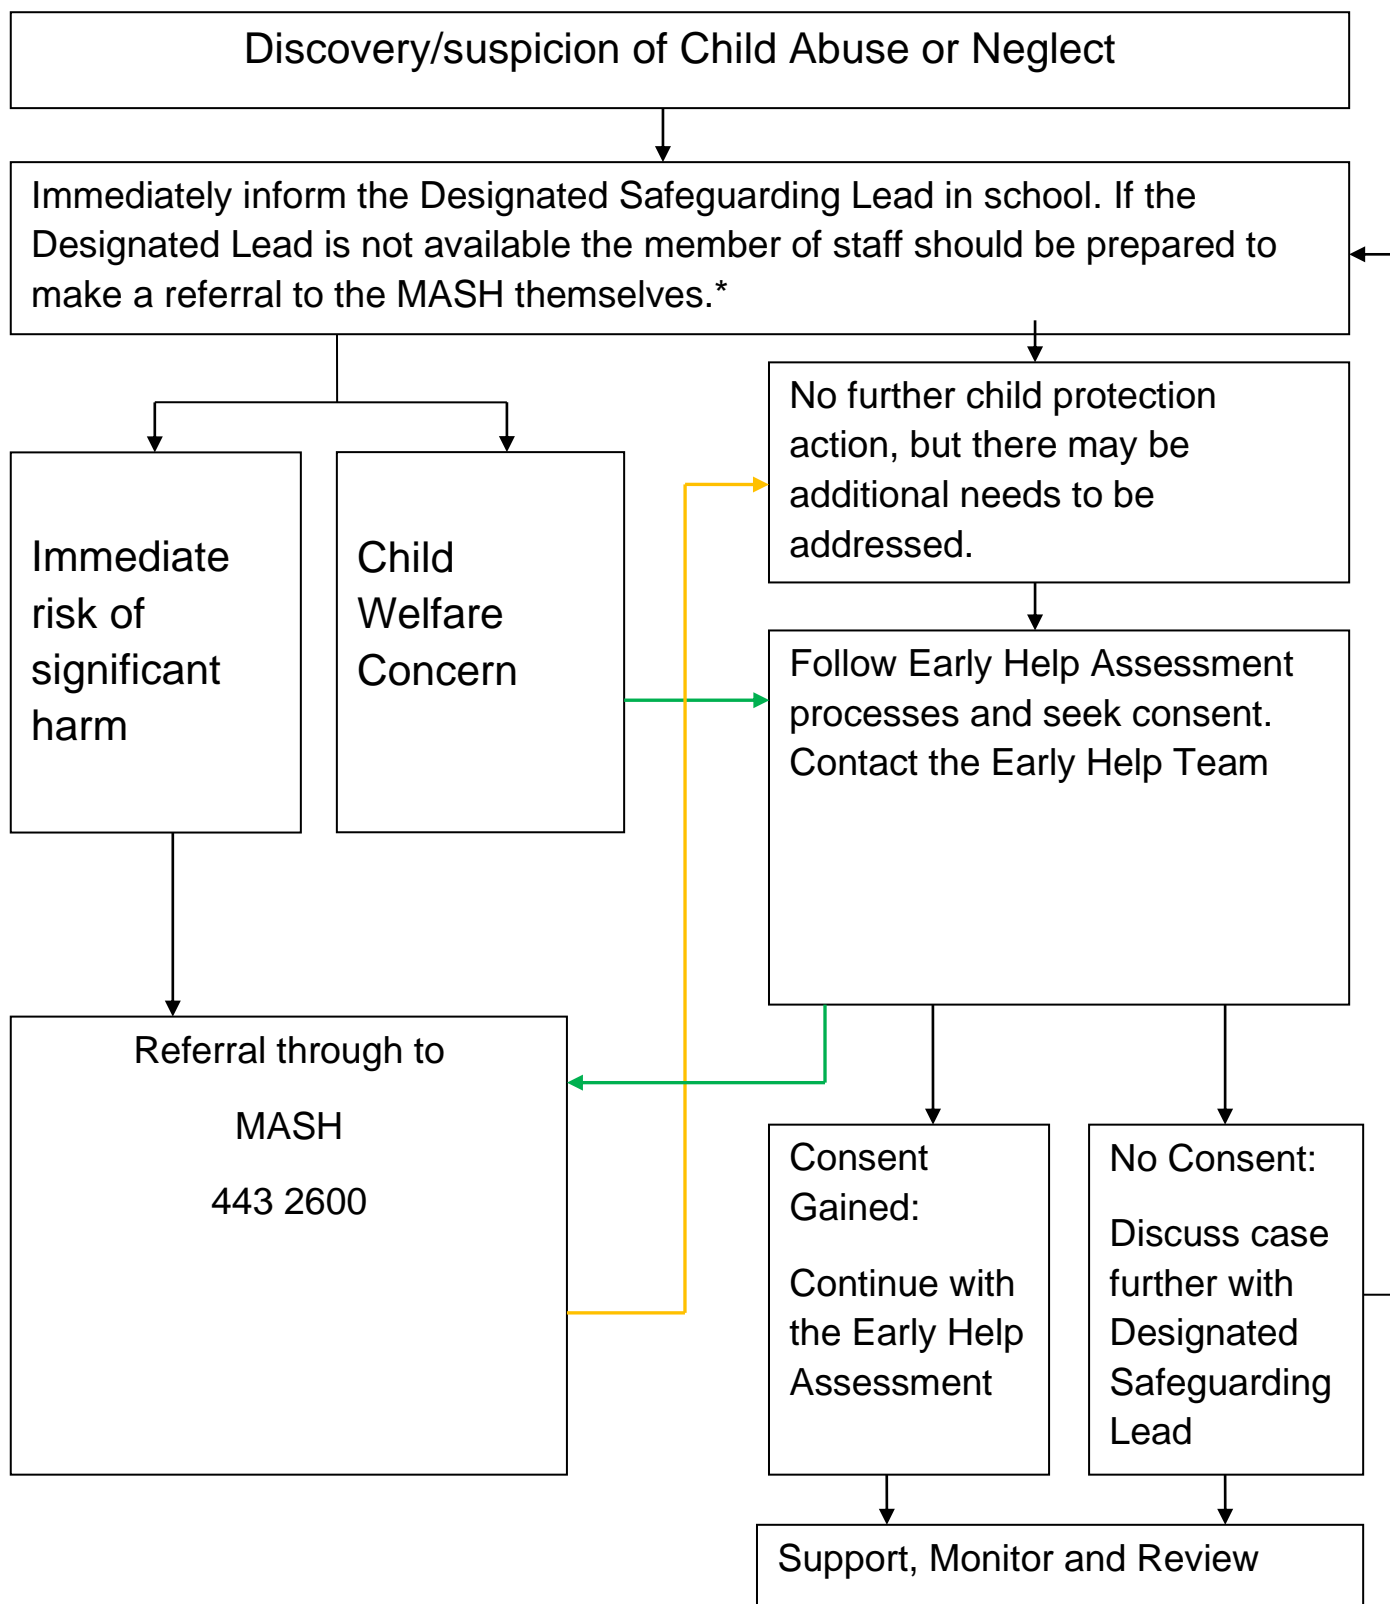 Discovery/suspicion of Child Abuse or Neglect
Immediately inform the Designated Safeguarding Lead in school. If the
Designated Lead is not available the member of staff should be prepared to
make a referral to the MASH themselves.*
No further child protection
action, but there may be
additional needs to be
addressed.
Immediate
risk of
significant
harm
Child
Welfare
Concern
Follow Early Help Assessment
processes and seek consent.
Contact the Early Help Team
Referral through to
MASH
443 2600
Consent
Gained:
Continue with
the Early Help
Assessment
No Consent:
Discuss case
further with
Designated
Safeguarding
Lead
Support, Monitor and Review